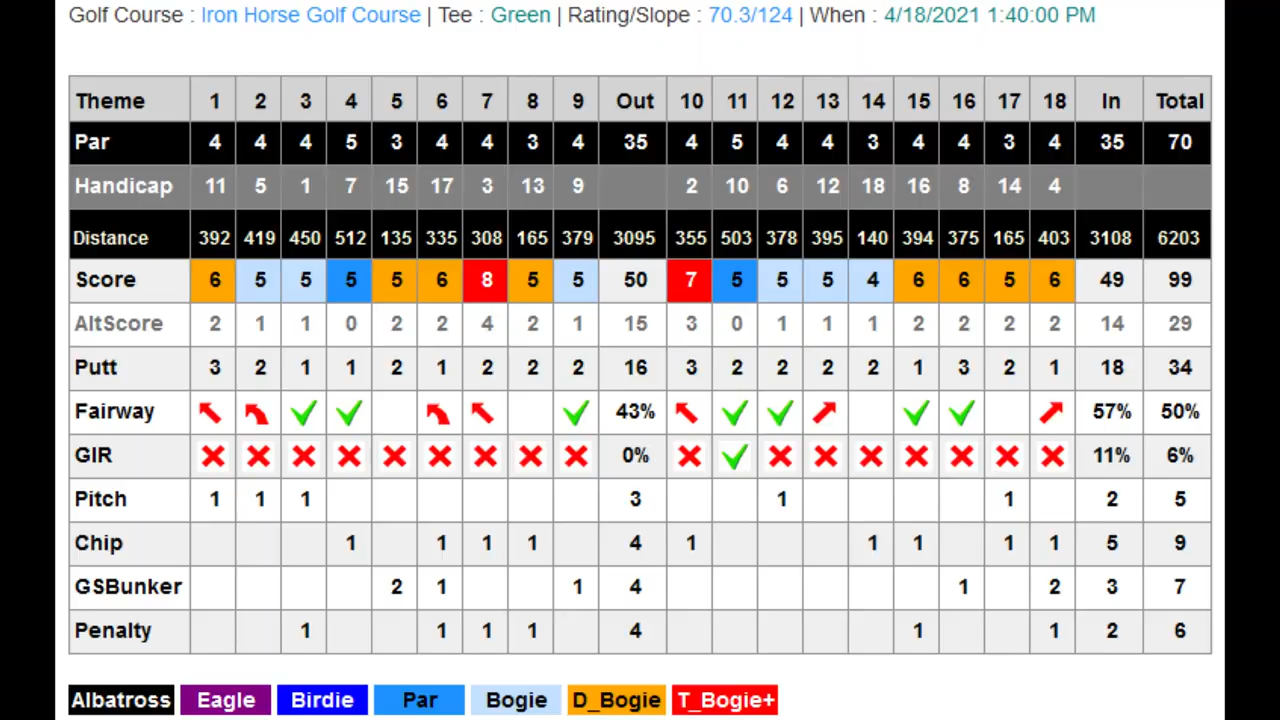 Golf Course : Iron Horse Golf Course | Tee : Green | Rating/Slope : 70.3/124 | When : 4/18/2021 1:40:00 PM
Theme 1 2 3 4 5 6 7 8 9 Out 10 11 12 13 14 15 16 17 18 In Total
Par 4 4 4 5 3 4 4 3 4 35 4 5 4 4 3 4 4 3 4 35 70
Handicap 11 5 1 7 15 17 3 13 9 2 10 6 12 18 16 8 14 4
Distance 392 419 450 512 135 335 308 165 379 3095 355 503 378 395 140 394 375 165 403 3108 6203
Score 6 5 5 5 5 6 8 5 5 50 7 5 5 5 4 6 6 5 6 49 99
AltScore 2 1 1 0 2 2 4 2 1 15 3 0 1 1 1 2 2 2 2 14 29
Putt 3 2 1 1 2 1 2 2 2 16 3 2 2 2 2 1 3 2 1 18 34
Fairway 43% 57% 50%
GIR 0% 11% 6%
Pitch 1 1 1 3 1 1 2 5
Chip 1 1 1 1 4 1 1 1 1 1 5 9
GSBunker 2 1 1 4 1 2 3 7
Penalty 1 1 1 1 4 1 1 2 6
Albatross Eagle Birdie Par Bogie D_Bogie T_Bogie+